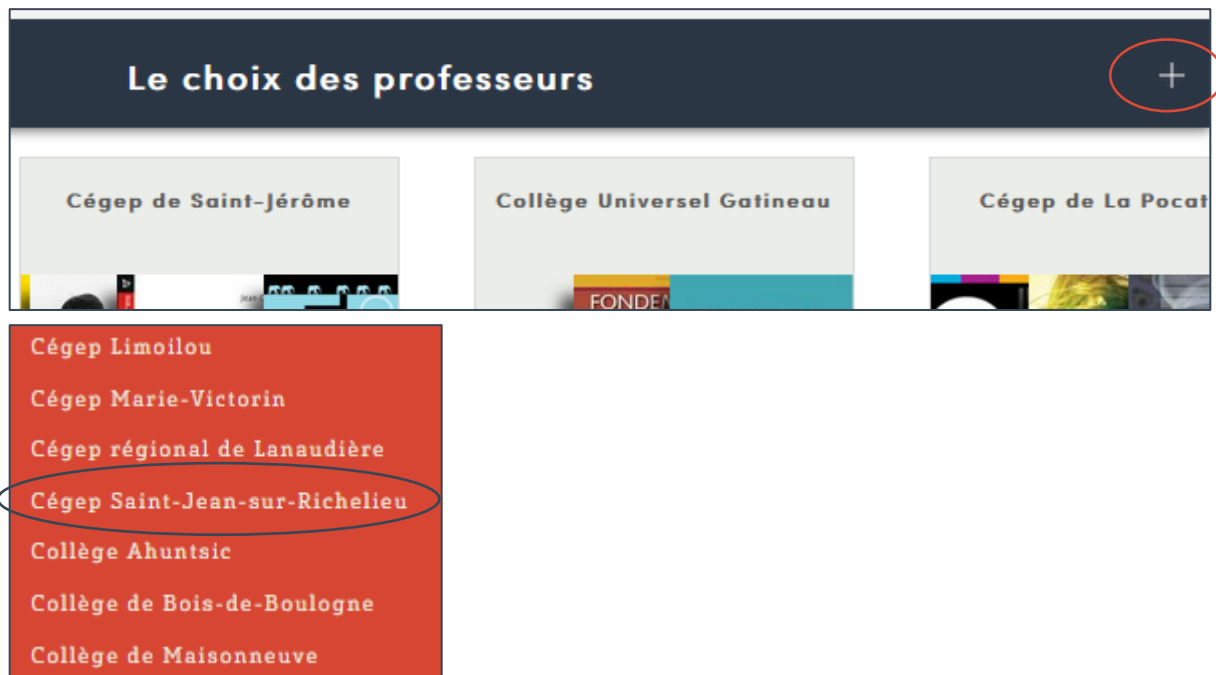 Le choix des professeurs +
Cégep de Saint-Jérôme
Collège Universel Gatineau
Cégep de La Pocat
FONDE
Cégep Limoilou
Cégep Marie-Victorin
Cégep régional de Lanaudière
Cégep Saint-Jean-sur-Richelieu
Collège Ahuntsic
Collège de Bois-de-Boulogne
Collège de Maisonneuve